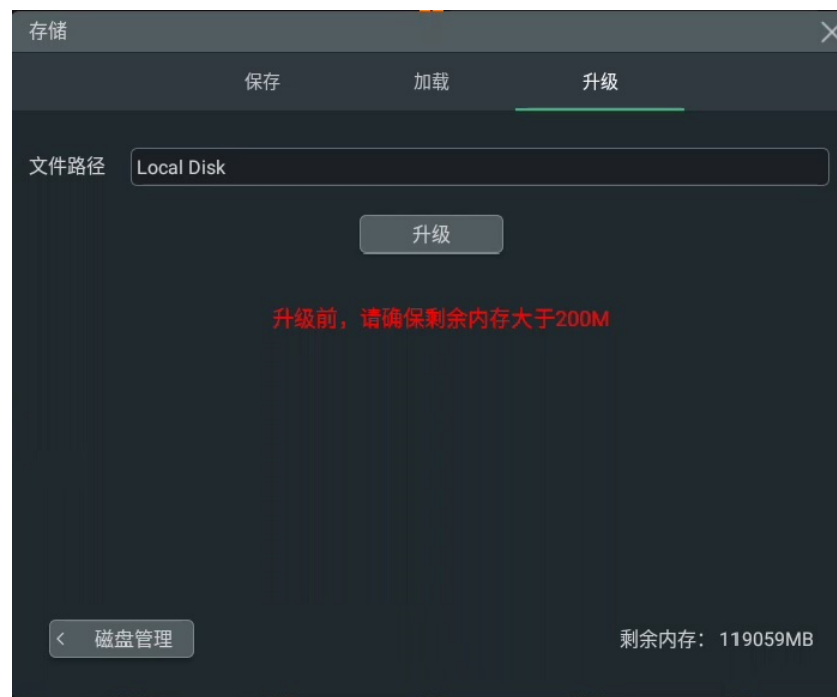 存储
保存 加载 升级
文件路径 Local Disk
升级
升级前，请确保剩余内存大于200M
< 磁盘管理 剩余内存： 119059MB